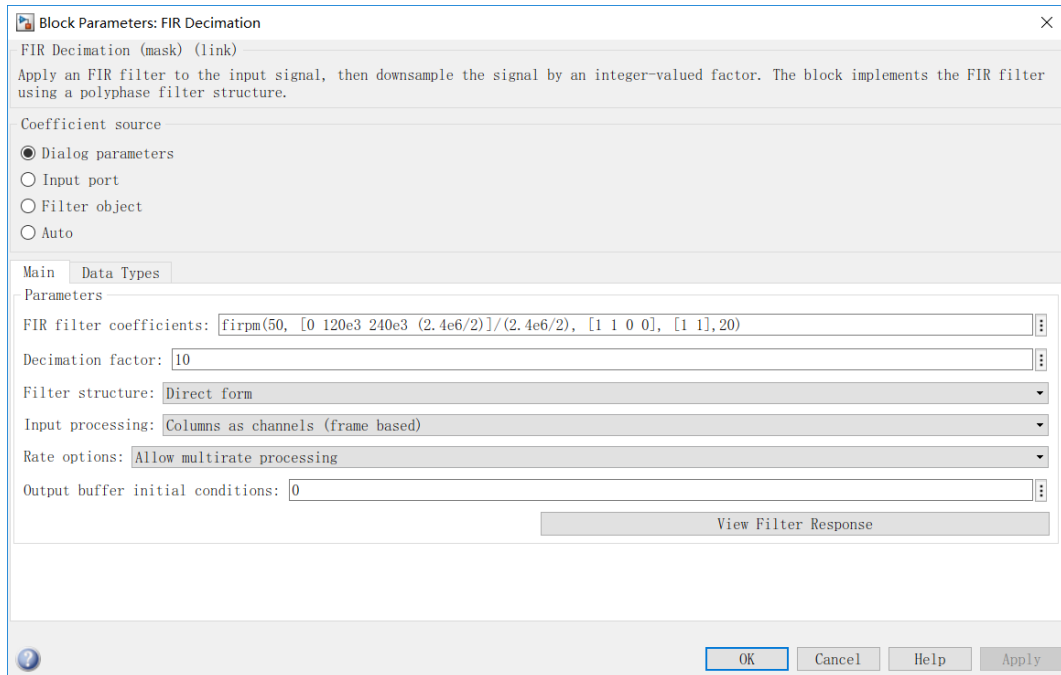 Block Parameters: FIR Decimation
FIR Decimation (mask) (link)
Apply an FIR filter to the input signal, then downsample the signal by an integer-valued factor. The block implements the FIR filter
using a polyphase filter structure.
Coefficient source
Dialog parameters
Input port
Filter object
Auto
Main Data Types
Parameters
FIR filter coefficients: firpm(50, [0 120e3 240e3 (2.4e6/2)]/(2.4e6/2), [1 1 0 0], [1 1],20)
Decimation factor: 10
Filter structure: Direct form
Input processing: Columns as channels (frame based)
Rate options: Allow multirate processing
Output buffer initial conditions: 0
View Filter Response
OK Cancel Help Apply